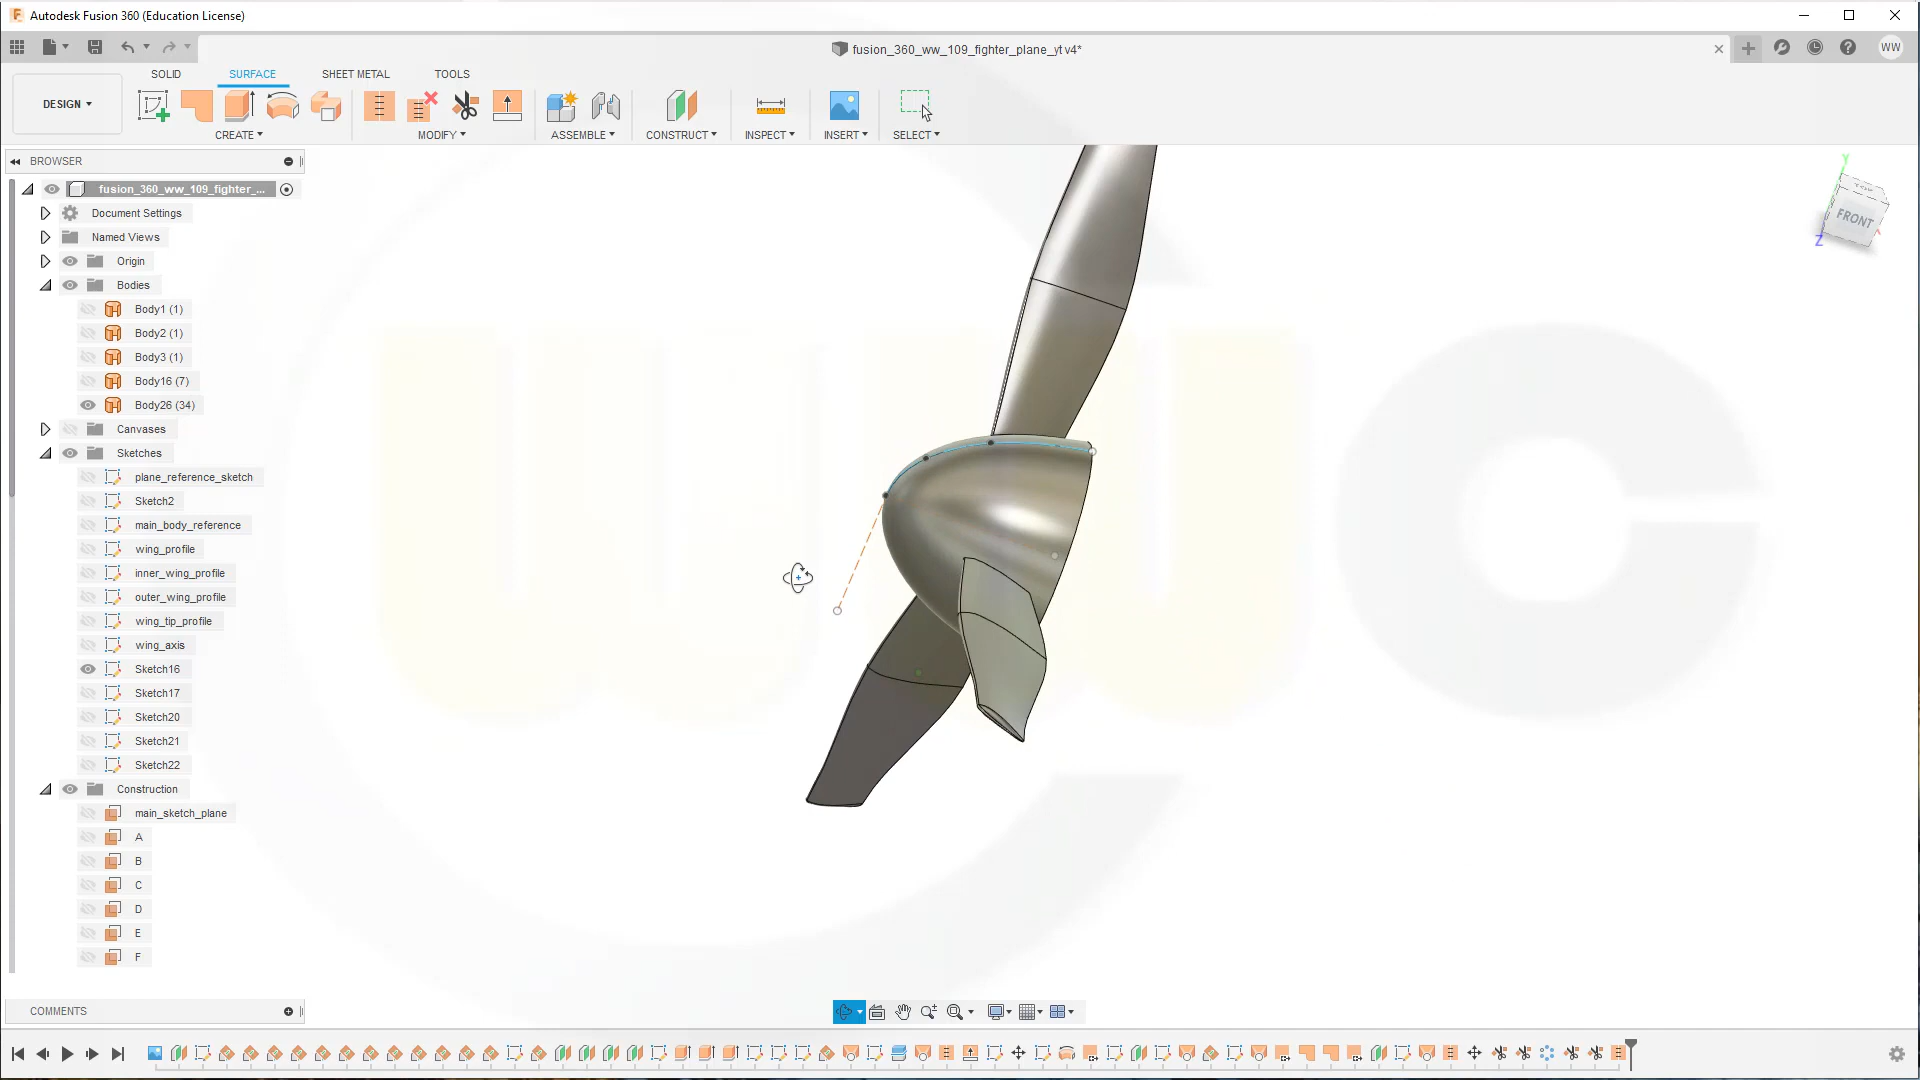 Autodesk Fusion 360 (Education License)
fusion_360_ww_109_fighter_plane_yt v4*
WW
DESIGN
SOLID
SURFACE
SHEET METAL
TOOLS
CREATE
MODIFY
ASSEMBLE
CONSTRUCT
INSPECT
INSERT
SELECT
BROWSER
fusion_360_ww_109_fighter_...
Document Settings
Named Views
Origin
Bodies
Body1 (1)
Body2 (1)
Body3 (1)
Body16 (7)
Body26 (34)
Canvases
Sketches
plane_reference_sketch
Sketch2
main_body_reference
wing_profile
inner_wing_profile
outer_wing_profile
wing_tip_profile
wing_axis
Sketch16
Sketch17
Sketch20
Sketch21
Sketch22
Construction
main_sketch_plane
A
B
C
D
E
F
Y
TOP
FRONT
Z
wwc
COMMENTS